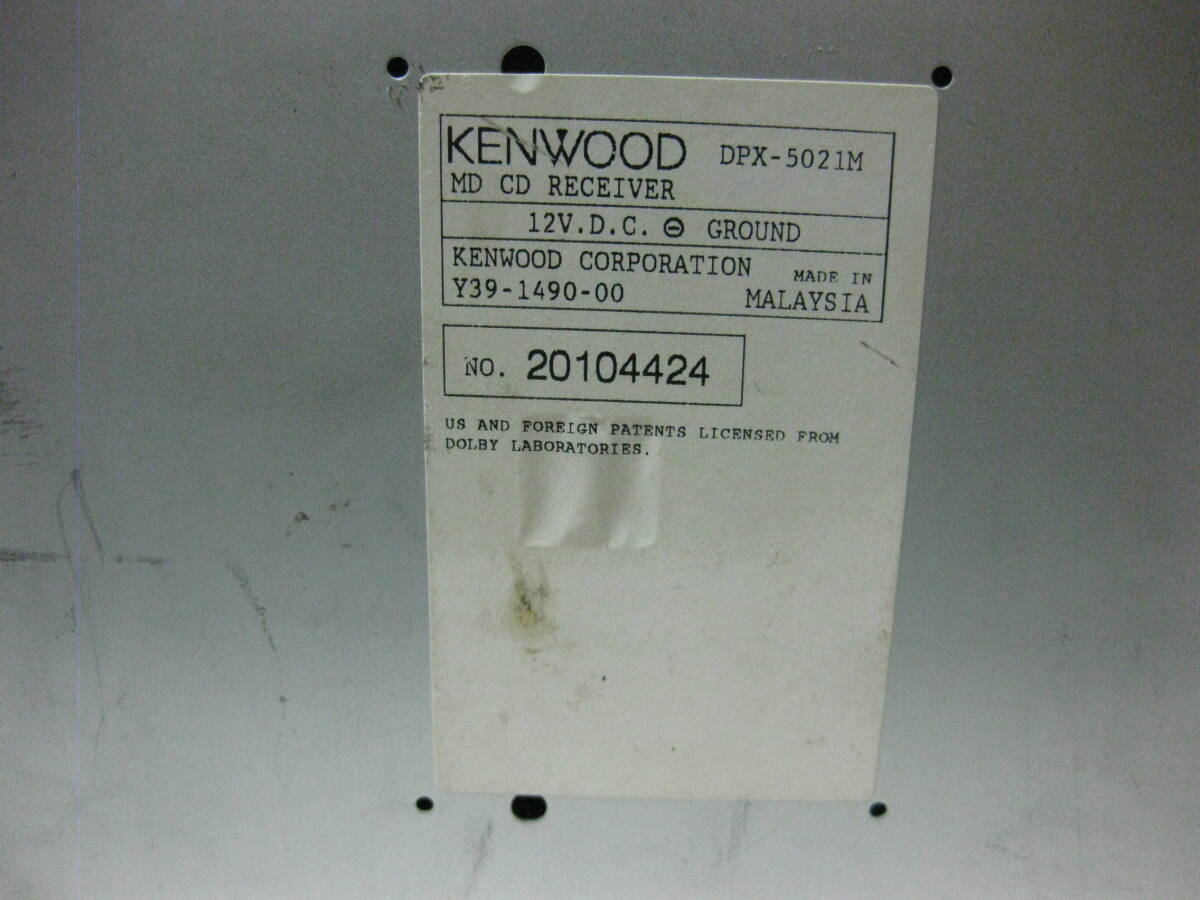 KENWOOD DPX-5021M
MD CD RECEIVER
12V.D.C. ⊖ GROUND
KENWOOD CORPORATION MADE IN
Y39-1490-00 MALAYSIA
NO. 20104424
US AND FOREIGN PATENTS LICENSED FROM
DOLBY LABORATORIES.